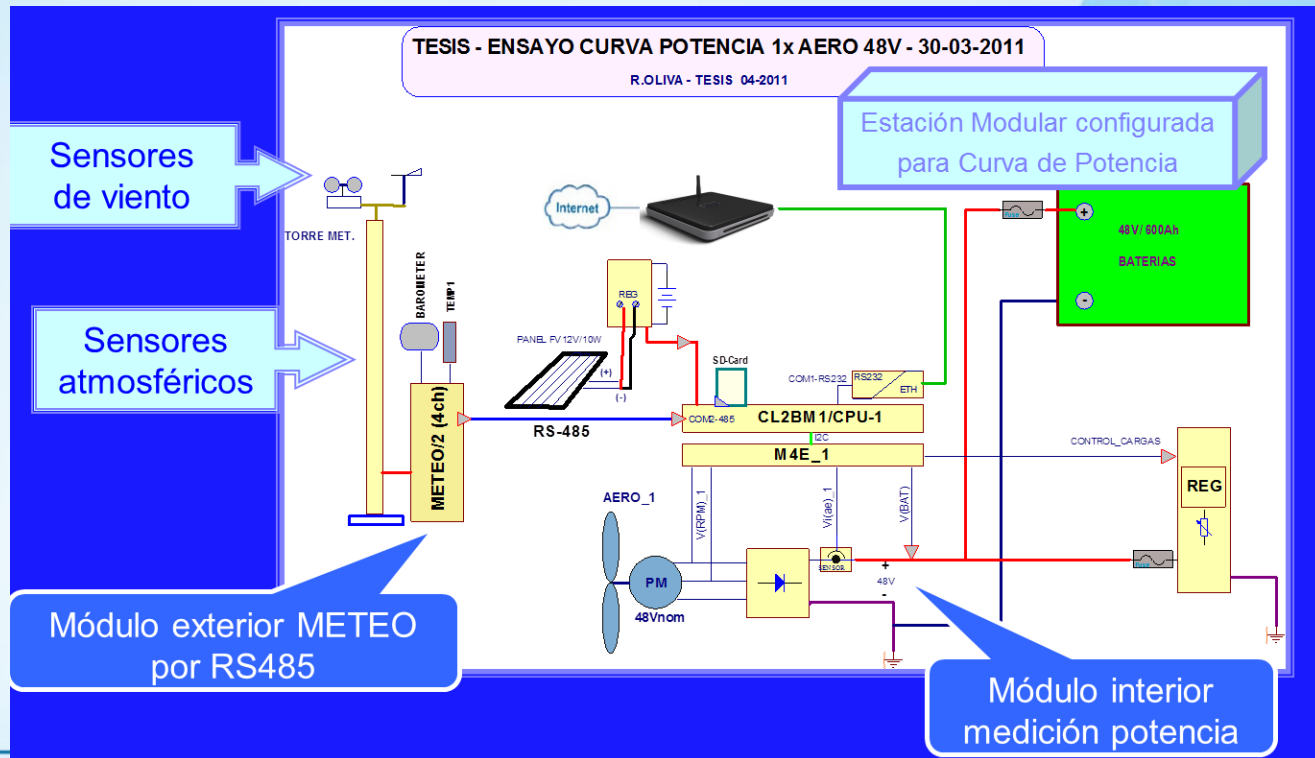 TESIS - ENSAYO CURVA POTENCIA 1x AERO 48V - 30-03-2011
R.OLIVA - TESIS 04-2011
Estación Modular configurada
para Curva de Potencia
Sensores
de viento
TORRE MET.
Internet
fuse
+
48V/ 600Ah
BATERIAS
-
BAROMETER
TEMP1
REG
PANEL FV 12V/10W
(+)
(-)
Sensores
atmosféricos
SD-Card
COM1-RS232
RS232
ETH
METEO/2 (4ch)
RS-485
COM2-485
CL2BM1/CPU-1
I2C
M4E_1
CONTROL_CARGAS
REG
AERO_1
V(RPM)_1
Vi(ae)_1
V(BAT)
SENSOR
fuse
PM
48Vnom
+
48V
-
Módulo exterior METEO
por RS485
Módulo interior
medición potencia